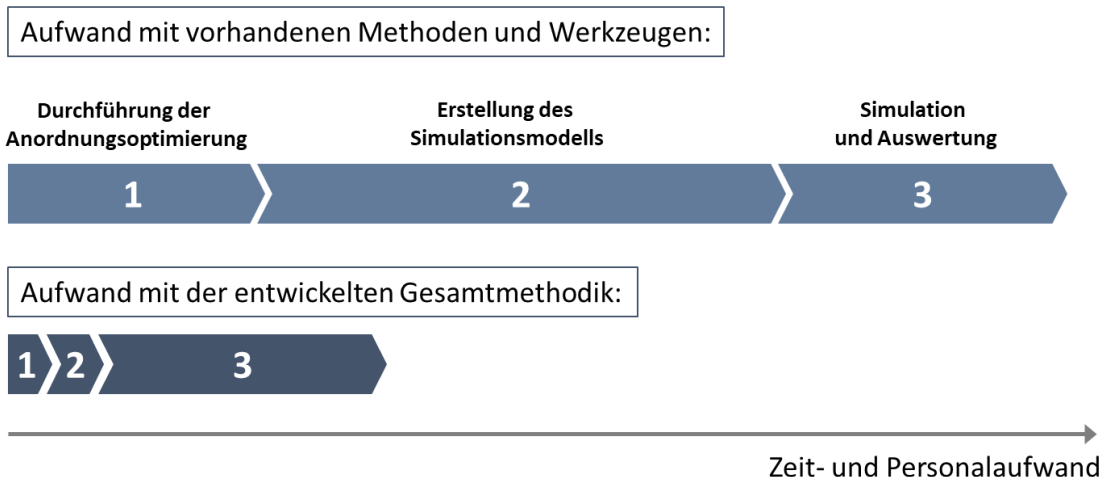 Aufwand mit vorhandenen Methoden und Werkzeugen:
Durchführung der
Anordnungsoptimierung
Erstellung des
Simulationsmodells
Simulation
und Auswertung
1
2
3
Aufwand mit der entwickelten Gesamtmethodik:
1
2
3
Zeit- und Personalaufwand